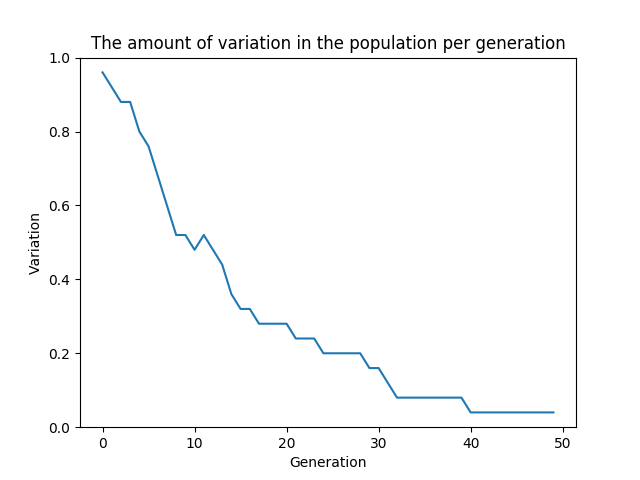 The amount of variation in the population per generation
1.0
0.8
0.6
0.4
0.2
0.0
Variation
0 10 20 30 40 50
Generation